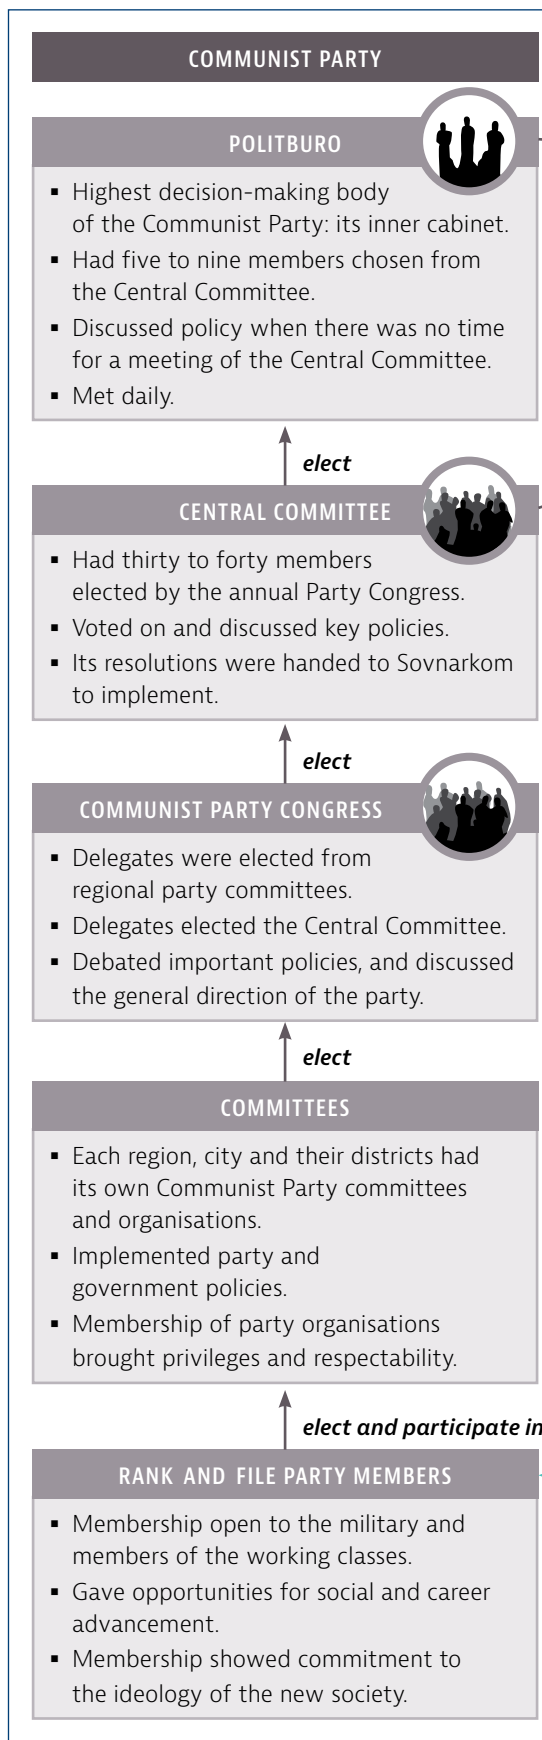 COMMUNIST PARTY
POLITBURO
▪ Highest decision-making body
of the Communist Party: its inner cabinet.
▪ Had five to nine members chosen from
the Central Committee.
▪ Discussed policy when there was no time
for a meeting of the Central Committee.
▪ Met daily.
elect
CENTRAL COMMITTEE
▪ Had thirty to forty members
elected by the annual Party Congress.
▪ Voted on and discussed key policies.
▪ Its resolutions were handed to Sovnarkom
to implement.
elect
COMMUNIST PARTY CONGRESS
▪ Delegates were elected from
regional party committees.
▪ Delegates elected the Central Committee.
▪ Debated important policies, and discussed
the general direction of the party.
elect
COMMITTEES
▪ Each region, city and their districts had
its own Communist Party committees
and organisations.
▪ Implemented party and
government policies.
▪ Membership of party organisations
brought privileges and respectability.
elect and participate in
RANK AND FILE PARTY MEMBERS
▪ Membership open to the military and
members of the working classes.
▪ Gave opportunities for social and career
advancement.
▪ Membership showed commitment to
the ideology of the new society.